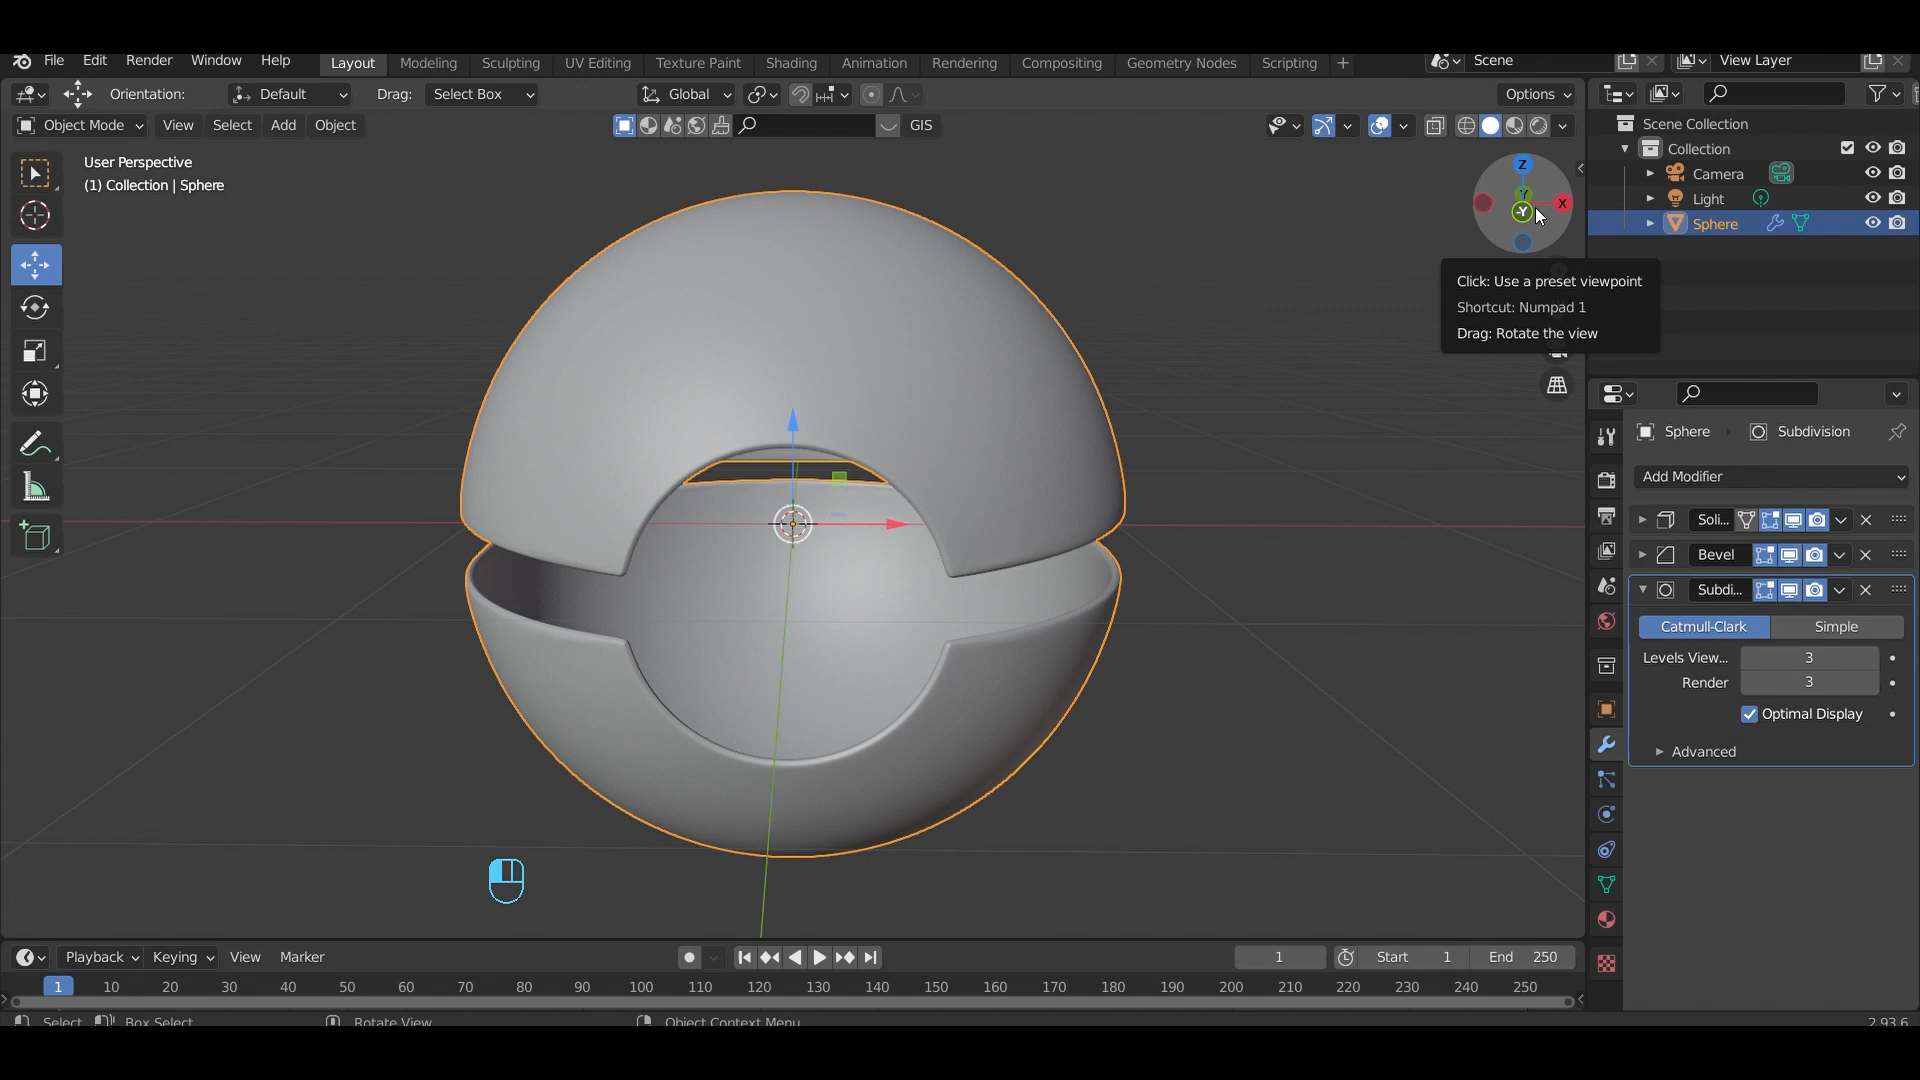 File Edit Render Window Help Layout Modeling Sculpting UV Editing Texture Paint Shading Animation Rendering Compositing Geometry Nodes Scripting + Scene View Layer
Orientation: Default Drag: Select Box Global Options
Object Mode View Select Add Object GIS
User Perspective
(1) Collection | Sphere
Z
Y
-Y
X
Click: Use a preset viewpoint
Shortcut: Numpad 1
Drag: Rotate the view
Scene Collection
Collection
Camera
Light
Sphere
Sphere Subdivision
Add Modifier
Soli...
Bevel
Subdi...
Catmull-Clark Simple
Levels View... 3
Render 3
Optimal Display
Advanced
Playback Keying View Marker 1 Start 1 End 250
1 10 20 30 40 50 60 70 80 90 100 110 120 130 140 150 160 170 180 190 200 210 220 230 240 250
Select Box Select Rotate View Object Context Menu 2.93.6